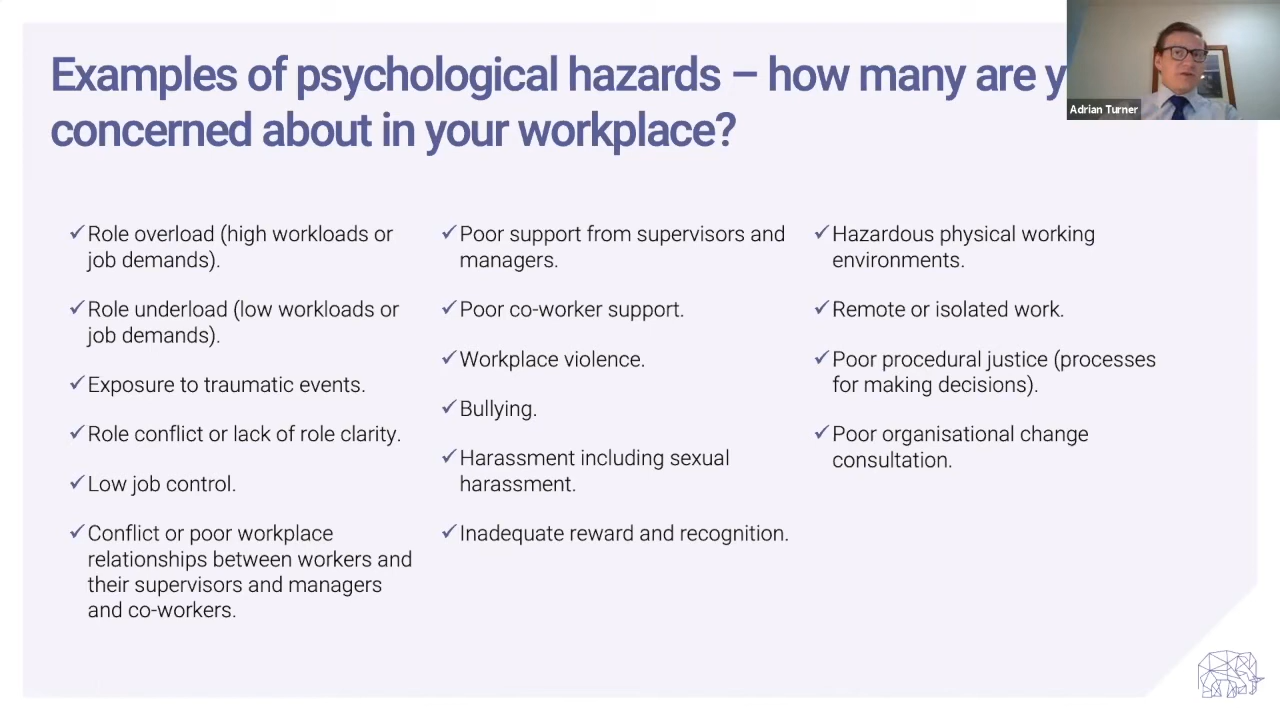 Examples of psychological hazards – how many are y
concerned about in your workplace?
Adrian Turner
✓Role overload (high workloads or
job demands).
✓Role underload (low workloads or
job demands).
✓Exposure to traumatic events.
✓Role conflict or lack of role clarity.
✓Low job control.
✓Conflict or poor workplace
relationships between workers and
their supervisors and managers
and co-workers.
✓Poor support from supervisors and
managers.
✓Poor co-worker support.
✓Workplace violence.
✓Bullying.
✓Harassment including sexual
harassment.
✓Inadequate reward and recognition.
✓Hazardous physical working
environments.
✓Remote or isolated work.
✓Poor procedural justice (processes
for making decisions).
✓Poor organisational change
consultation.